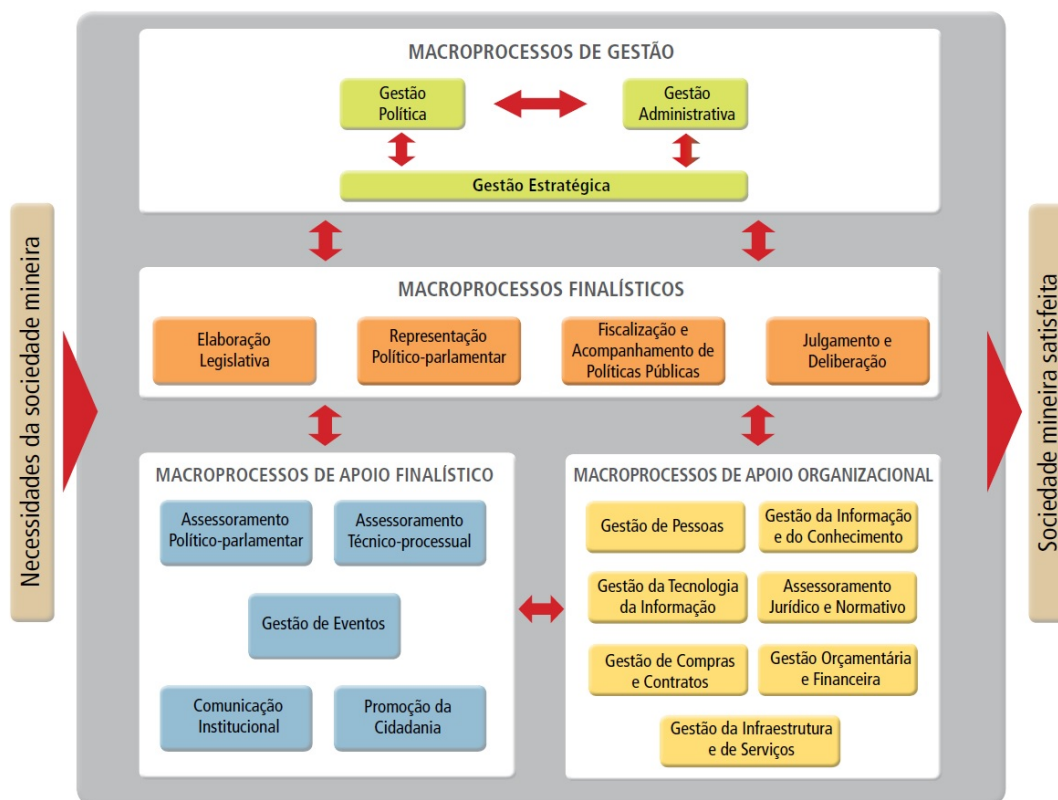 Necessidades da sociedade mineira
MACROPROCESSOS DE GESTÃO
Gestão
Política
Gestão
Administrativa
Gestão Estratégica
MACROPROCESSOS FINALÍSTICOS
Elaboração
Legislativa
Representação
Político-parlamentar
Fiscalização e
Acompanhamento de
Políticas Públicas
Julgamento e
Deliberação
MACROPROCESSOS DE APOIO FINALÍSTICO
Assessoramento
Político-parlamentar
Assessoramento
Técnico-processual
Gestão de Eventos
Comunicação
Institucional
Promoção da
Cidadania
MACROPROCESSOS DE APOIO ORGANIZACIONAL
Gestão de Pessoas
Gestão da Informação
e do Conhecimento
Gestão da Tecnologia
da Informação
Assessoramento
Jurídico e Normativo
Gestão de Compras
e Contratos
Gestão Orçamentária
e Financeira
Gestão da Infraestrutura
e de Serviços
Sociedade mineira satisfeita